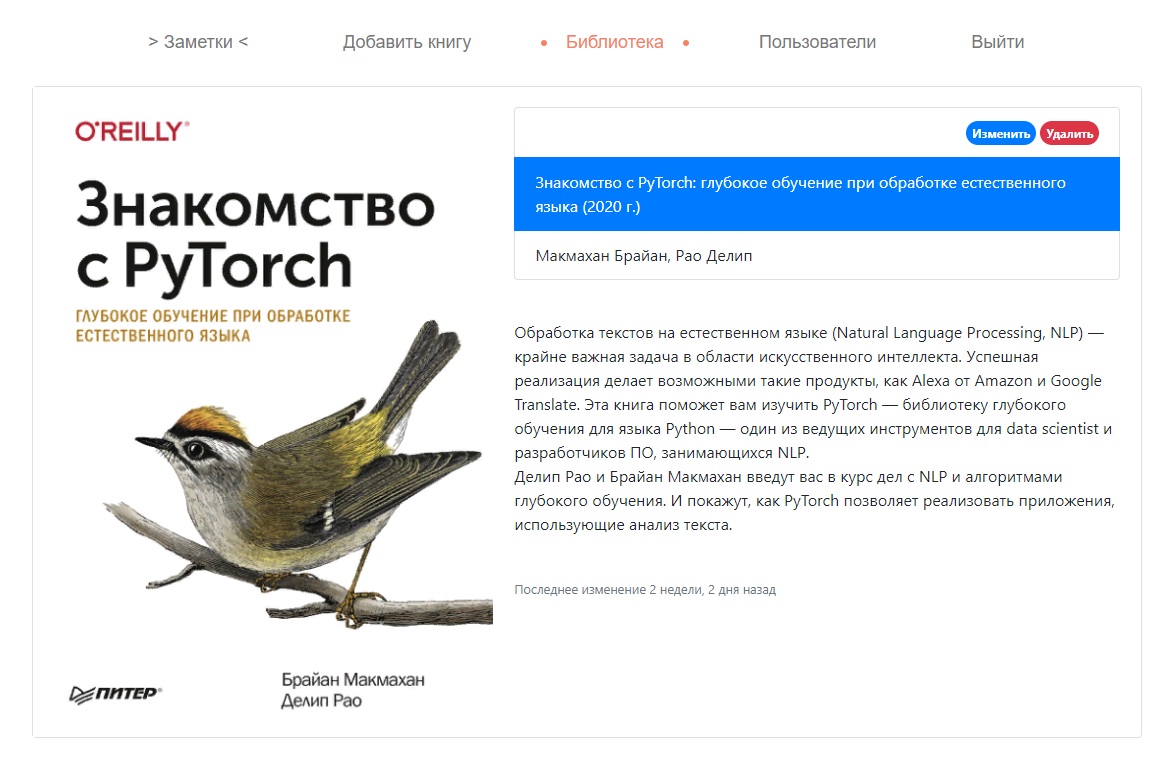 > Заметки <
Добавить книгу
• Библиотека •
Пользователи
Выйти
O'REILLY®
Знакомство
с PyTorch
ГЛУБОКОЕ ОБУЧЕНИЕ ПРИ ОБРАБОТКЕ
ЕСТЕСТВЕННОГО ЯЗЫКА
ПИТЕР®
Брайан Макмахан
Делип Рао
Изменить
Удалить
Знакомство с PyTorch: глубокое обучение при обработке естественного
языка (2020 г.)
Макмахан Брайан, Рао Делип
Обработка текстов на естественном языке (Natural Language Processing, NLP) —
крайне важная задача в области искусственного интеллекта. Успешная
реализация делает возможными такие продукты, как Alexa от Amazon и Google
Translate. Эта книга поможет вам изучить PyTorch — библиотеку глубокого
обучения для языка Python — один из ведущих инструментов для data scientist и
разработчиков ПО, занимающихся NLP.
Делип Рао и Брайан Макмахан введут вас в курс дел с NLP и алгоритмами
глубокого обучения. И покажут, как PyTorch позволяет реализовать приложения,
использующие анализ текста.
Последнее изменение 2 недели, 2 дня назад